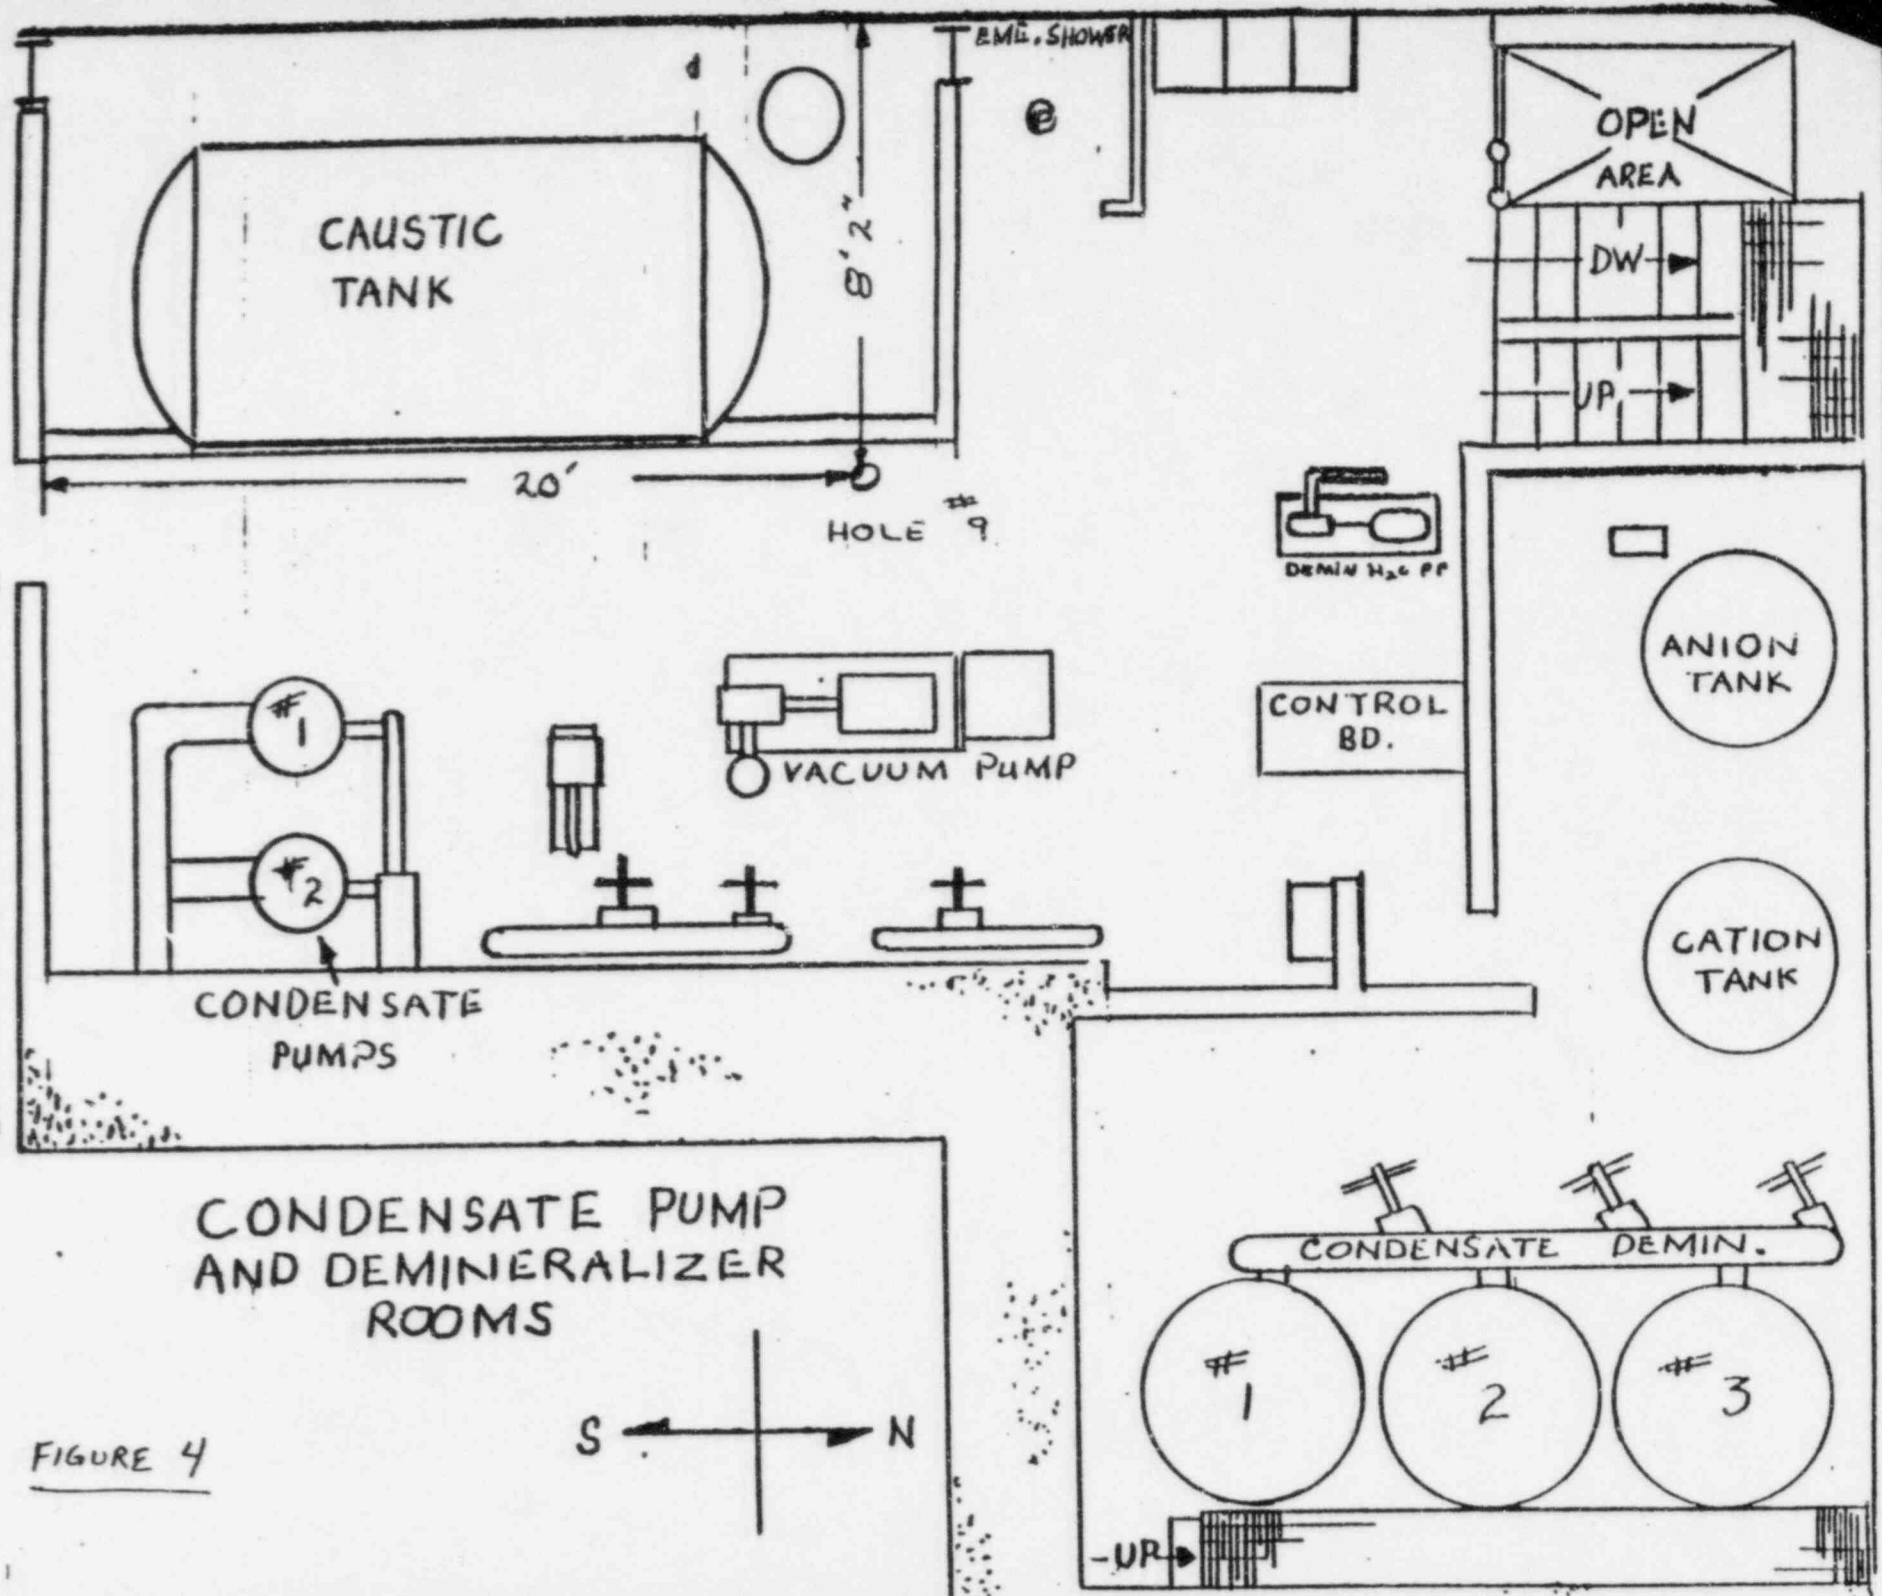 EME. SHOWER
OPEN
AREA
CAUSTIC
TANK
8' 2"
DW
UP
20'
HOLE #9
DEMIN H2O PP
ANION
TANK
#1
CONTROL
BD.
VACUUM PUMP
#2
CATION
TANK
CONDENSATE
PUMPS
CONDENSATE PUMP
AND DEMINERALIZER
ROOMS
CONDENSATE DEMIN.
#1
#2
#3
S
N
FIGURE 4
UP